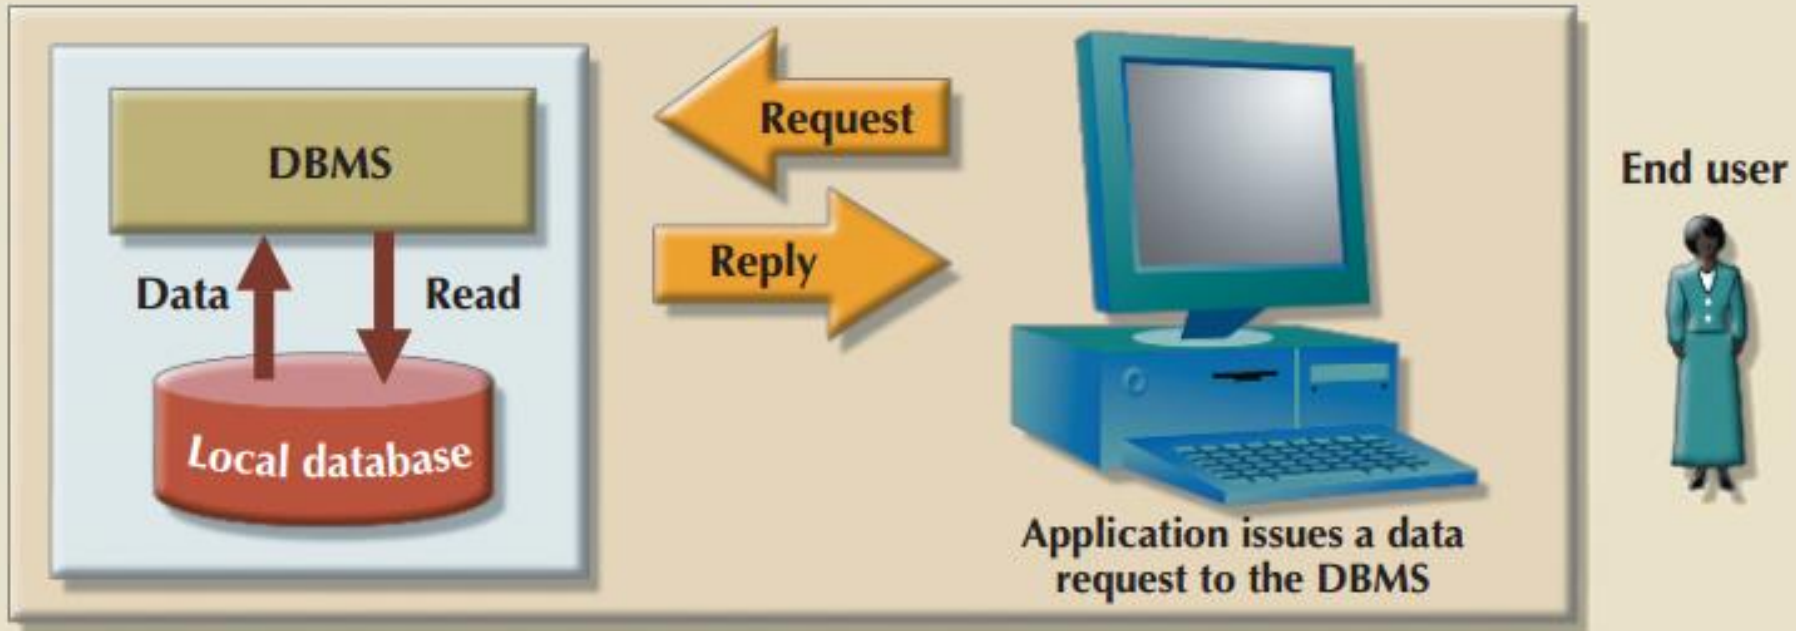 DBMS
Data
Read
Local database
Request
Reply
Application issues a data
request to the DBMS
End user